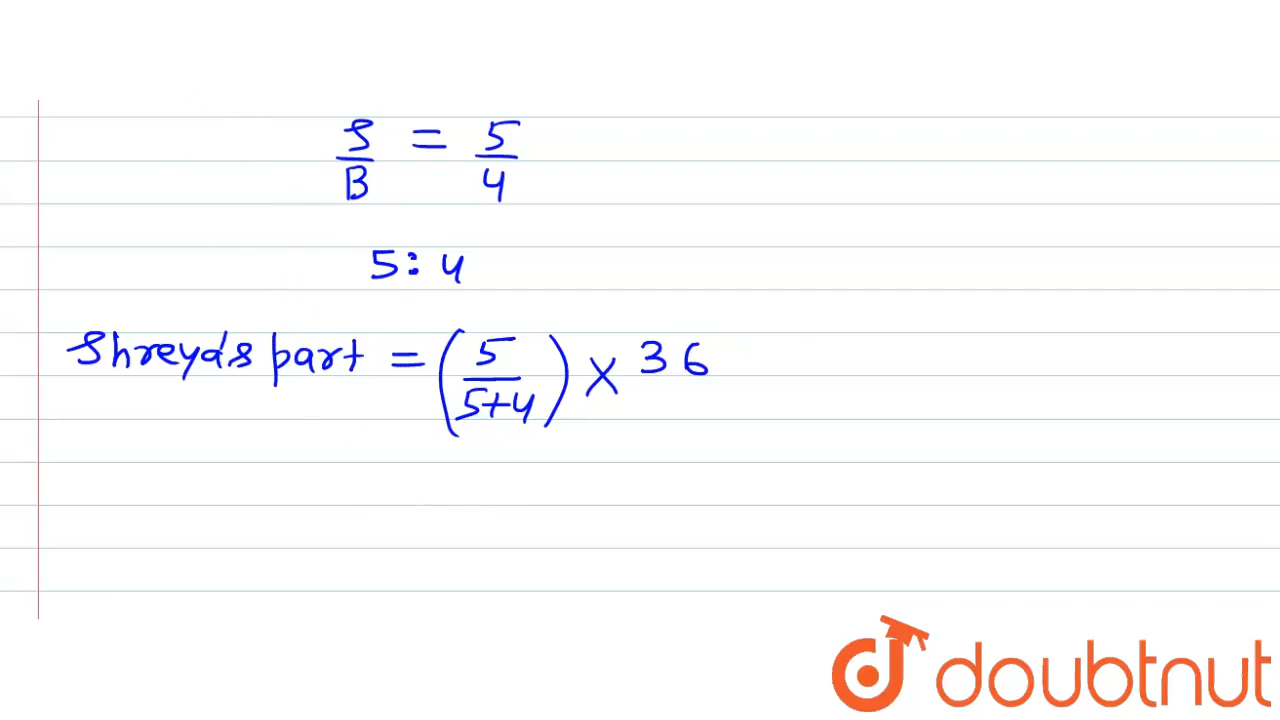 S/B = 5/4
5:4
Shreya's part = (5/(5+4)) × 36
doubtnut